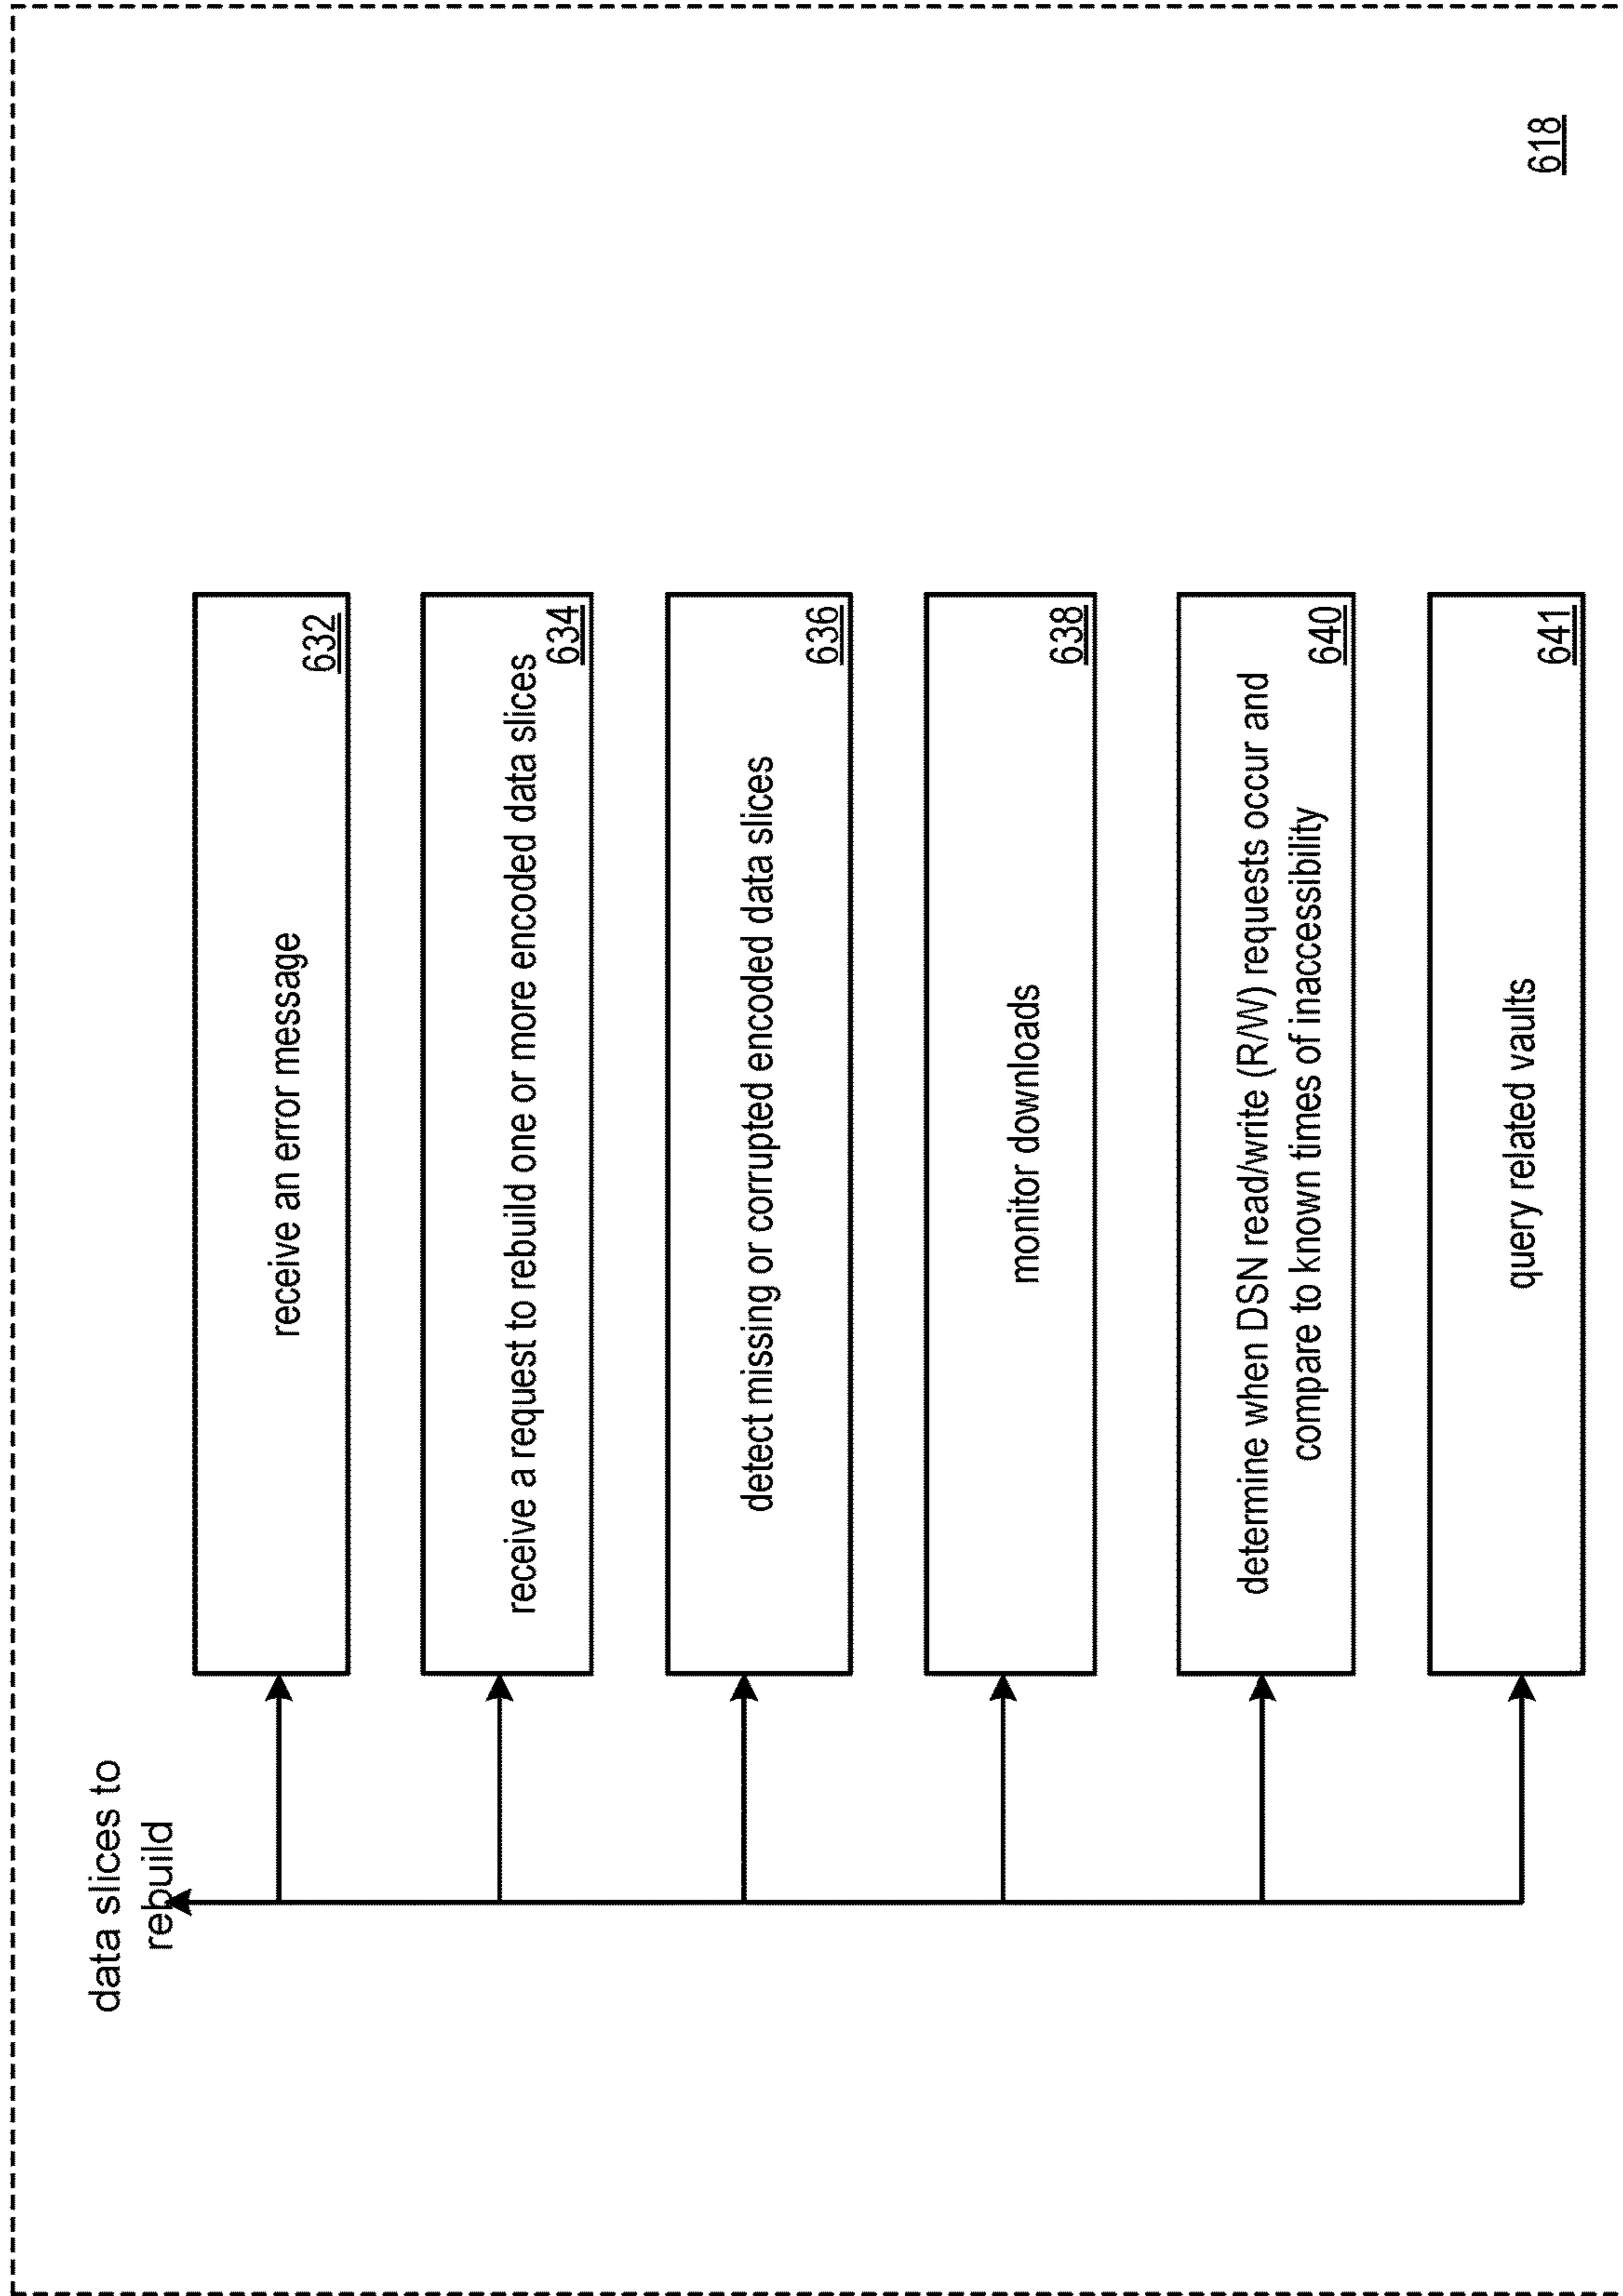 data slices to
rebuild
receive an error message
632
receive a request to rebuild one or more encoded data slices
634
detect missing or corrupted encoded data slices
636
monitor downloads
638
determine when DSN read/write (R/W) requests occur and
compare to known times of inaccessibility
640
query related vaults
641
618